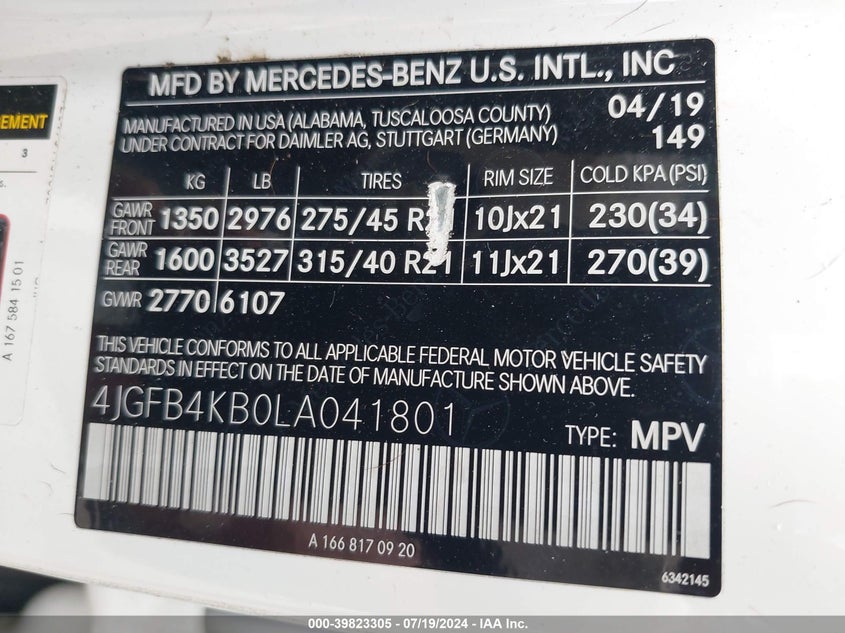 MFD BY MERCEDES-BENZ U.S. INTL., INC
MANUFACTURED IN USA (ALABAMA, TUSCALOOSA COUNTY) 04/19
UNDER CONTRACT FOR DAIMLER AG, STUTTGART (GERMANY) 149
KG LB TIRES RIM SIZE COLD KPA (PSI)
GAWR FRONT 1350 2976 275/45 R21 10Jx21 230(34)
GAWR REAR 1600 3527 315/40 R21 11Jx21 270(39)
GVWR 2770 6107
THIS VEHICLE CONFORMS TO ALL APPLICABLE FEDERAL MOTOR VEHICLE SAFETY
STANDARDS IN EFFECT ON THE DATE OF MANUFACTURE SHOWN ABOVE.
4JGFB4KB0LA041801
TYPE: MPV
A 166 817 09 20
6342145
3
A 167 584 15 01
000-39823305 - 07/19/2024 - IAA Inc.